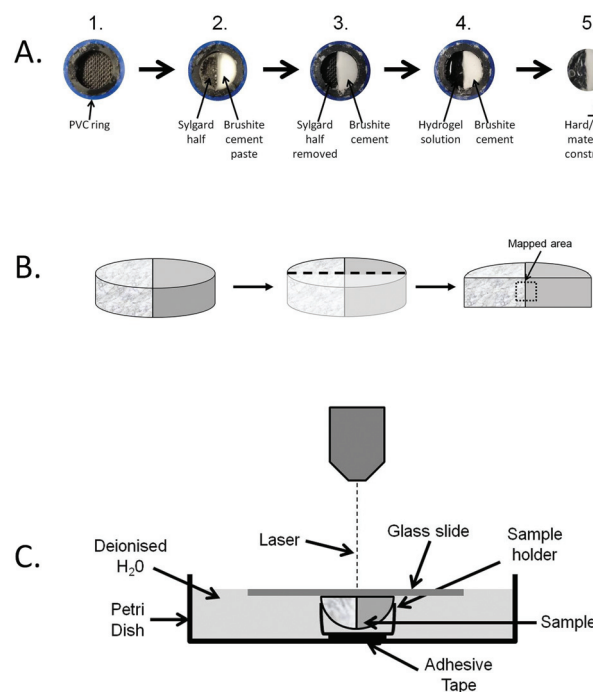 A.
1.
2.
3.
4.
5
PVC ring
Sylgard
half
Brushite
cement
paste
Sylgard
half
removed
Brushite
cement
Hydrogel
solution
Brushite
cement
Hard/
mate
constr
B.
Mapped area
C.
Deionised
H₂0
Petri
Dish
Laser
Glass slide
Sample
holder
Sample
Adhesive
Tape